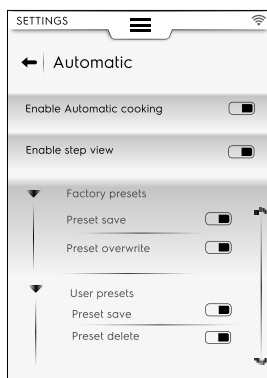 SETTINGS
Automatic
Enable Automatic cooking
Enable step view
Factory presets
Preset save
Preset overwrite
User presets
Preset save
Preset delete